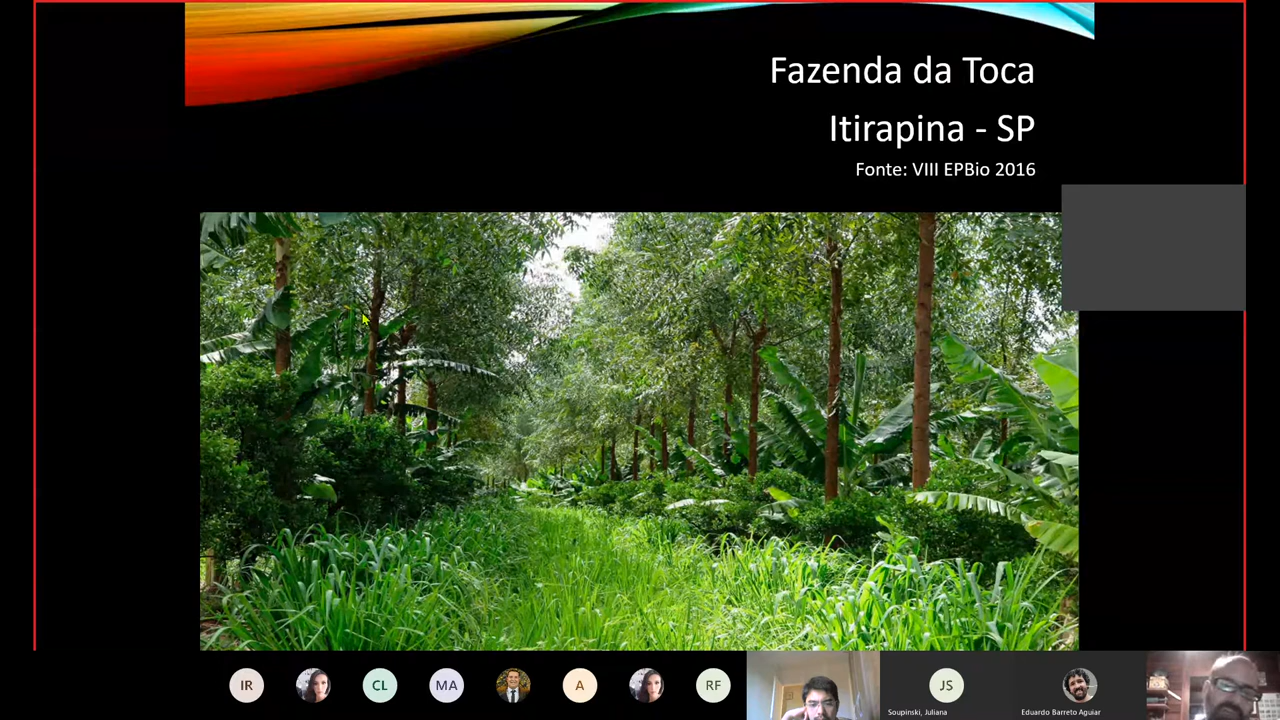 Fazenda da Toca
Itirapina - SP
Fonte: VIII EPBio 2016
IR
CL
MA
A
RF
JS
Soupinski, Juliana
Eduardo Barreto Aguiar